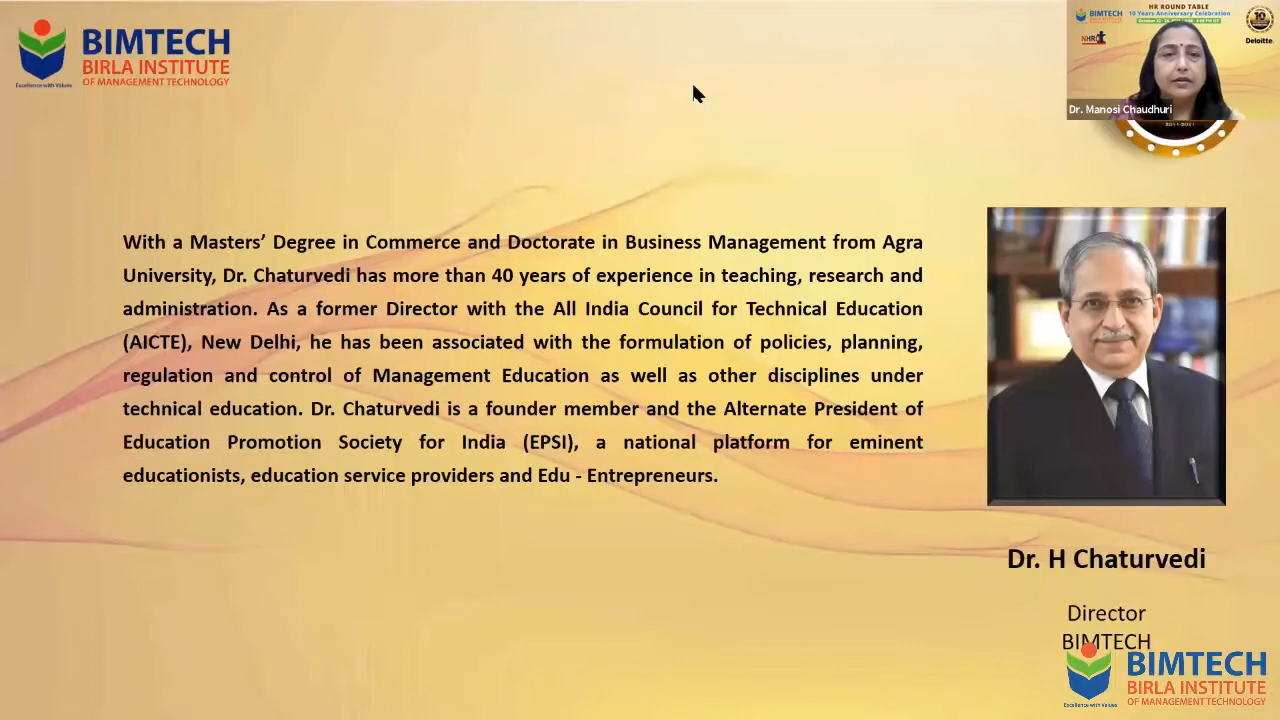 BIMTECH
BIRLA INSTITUTE
OF MANAGEMENT TECHNOLOGY
Excellence with Values
HR ROUND TABLE
10 Years Anniversary Celebration
BIMTECH
BIRLA INSTITUTE
NHRD
Deloitte.
Dr. Manosi Chaudhuri
2011-2021
With a Masters’ Degree in Commerce and Doctorate in Business Management from Agra
University, Dr. Chaturvedi has more than 40 years of experience in teaching, research and
administration. As a former Director with the All India Council for Technical Education
(AICTE), New Delhi, he has been associated with the formulation of policies, planning,
regulation and control of Management Education as well as other disciplines under
technical education. Dr. Chaturvedi is a founder member and the Alternate President of
Education Promotion Society for India (EPSI), a national platform for eminent
educationists, education service providers and Edu - Entrepreneurs.
Dr. H Chaturvedi
Director
BIMTECH
BIMTECH
BIRLA INSTITUTE
OF MANAGEMENT TECHNOLOGY
Excellence with Values